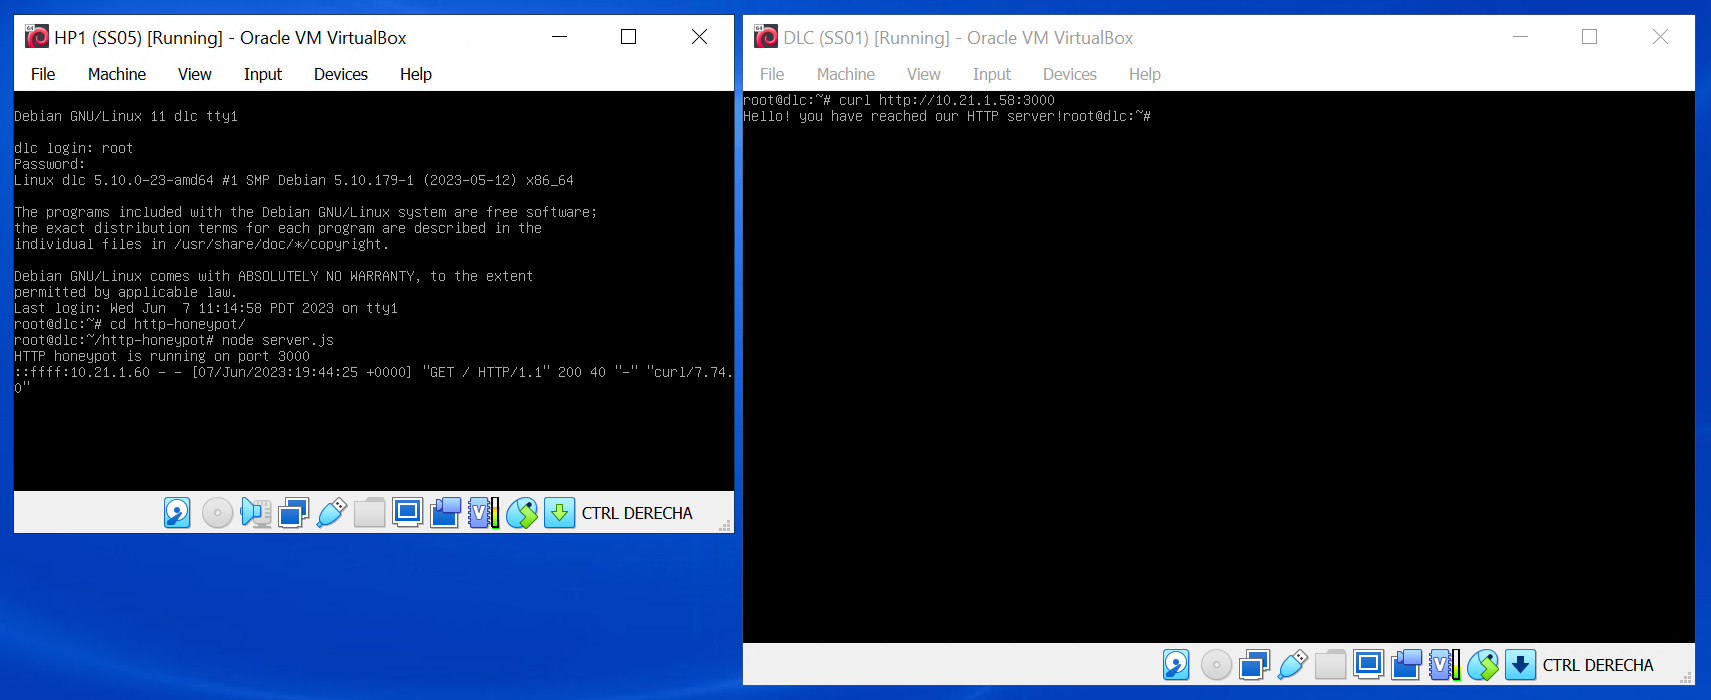 HP1 (SS05) [Running] - Oracle VM VirtualBox
File Machine View Input Devices Help
Debian GNU/Linux 11 dlc tty1
dlc login: root
Password:
Linux dlc 5.10.0-23-amd64 #1 SMP Debian 5.10.179-1 (2023-05-12) x86_64
The programs included with the Debian GNU/Linux system are free software;
the exact distribution terms for each program are described in the
individual files in /usr/share/doc/*/copyright.
Debian GNU/Linux comes with ABSOLUTELY NO WARRANTY, to the extent
permitted by applicable law.
Last login: Wed Jun  7 11:14:58 PDT 2023 on tty1
root@dlc:~# cd http-honeypot/
root@dlc:~/http-honeypot# node server.js
HTTP honeypot is running on port 3000
::ffff:10.21.1.60 - - [07/Jun/2023:19:44:25 +0000] "GET / HTTP/1.1" 200 40 "-" "curl/7.74.
0"
CTRL DERECHA
DLC (SS01) [Running] - Oracle VM VirtualBox
File Machine View Input Devices Help
root@dlc:~# curl http://10.21.1.58:3000
Hello! you have reached our HTTP server!root@dlc:~#
CTRL DERECHA